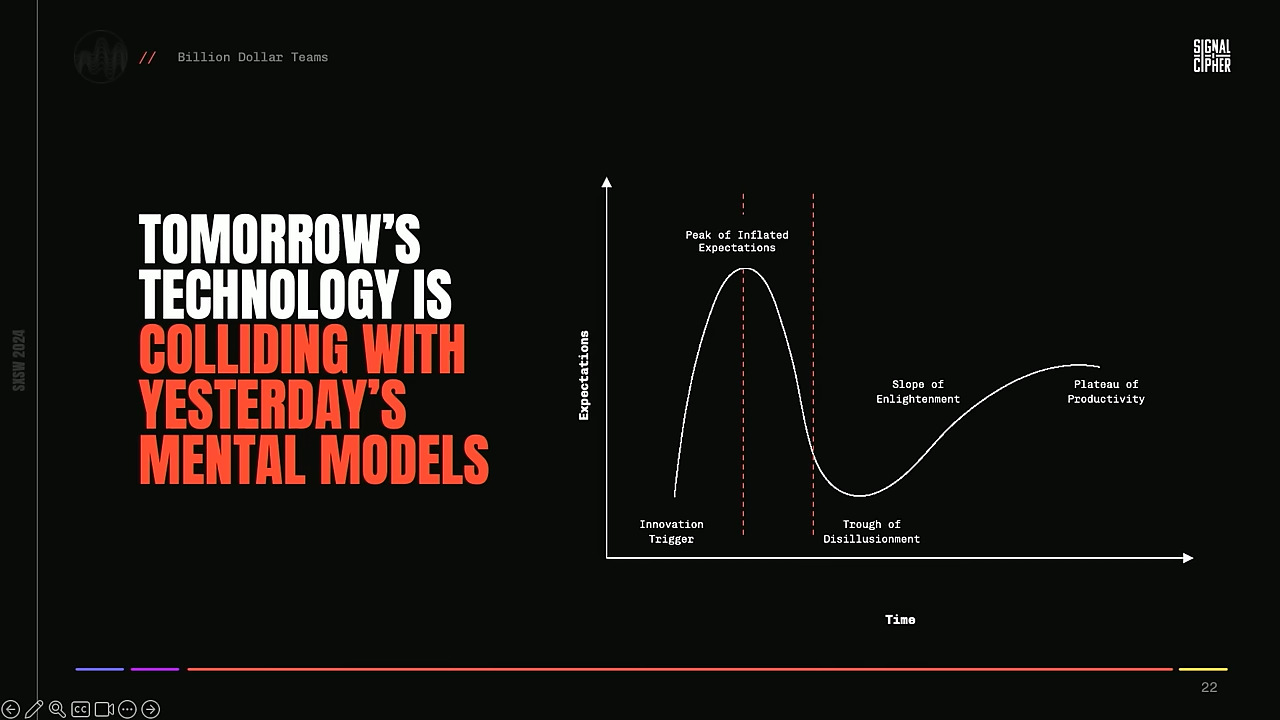 // Billion Dollar Teams
SIGNAL
CIPHER
SXSW 2024
TOMORROW'S
TECHNOLOGY IS
COLLIDING WITH
YESTERDAY'S
MENTAL MODELS
Expectations
Peak of Inflated
Expectations
Innovation
Trigger
Trough of
Disillusionment
Slope of
Enlightenment
Plateau of
Productivity
Time
22
CC